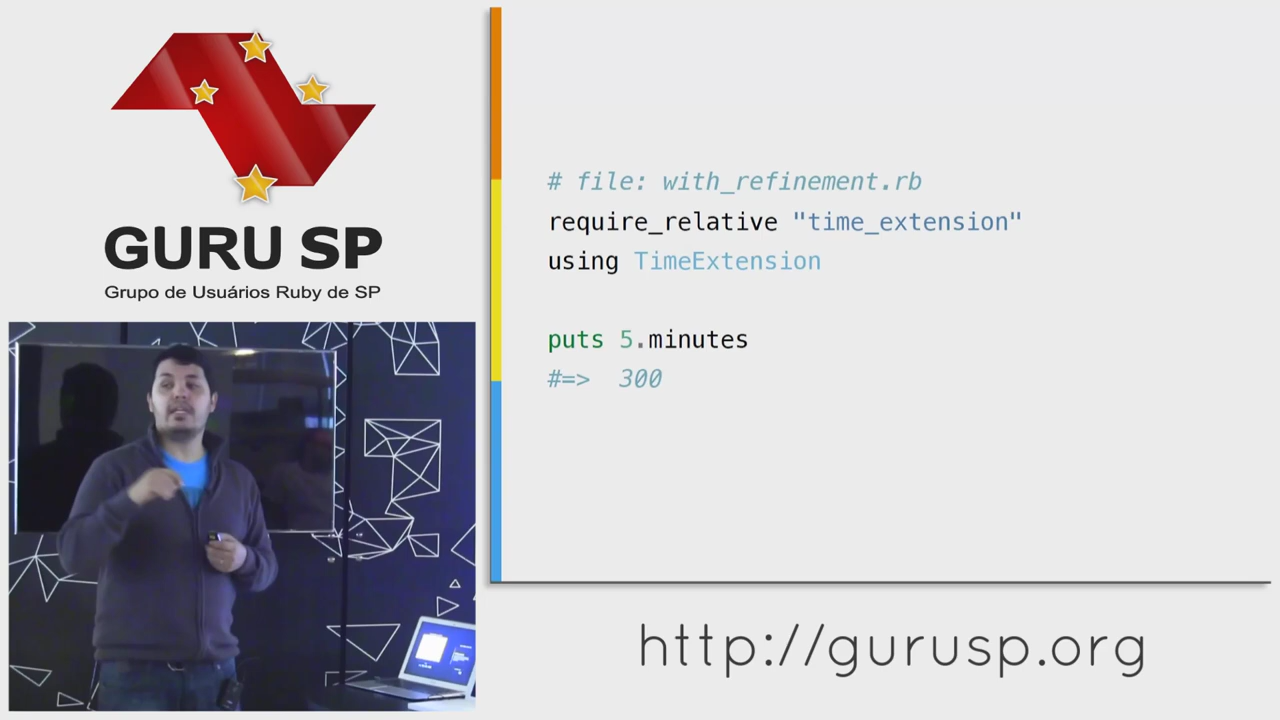 GURU SP
Grupo de Usuários Ruby de SP
# file: with_refinement.rb
require_relative "time_extension"
using TimeExtension
puts 5.minutes
#=> 300
http://gurusp.org